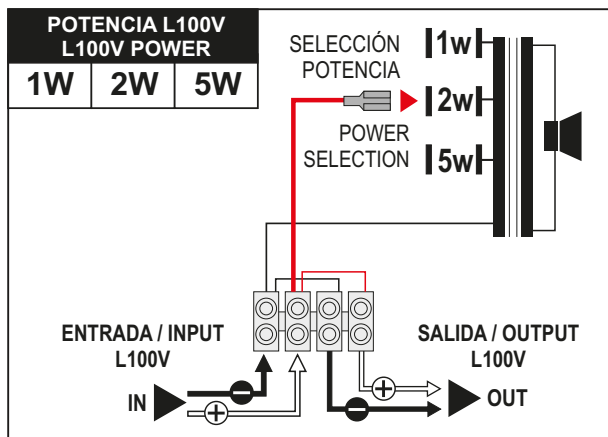 POTENCIA L100V
L100V POWER
1W 2W 5W
SELECCIÓN
POTENCIA
1w
2w
POWER
SELECTION
5w
ENTRADA / INPUT
L100V
SALIDA / OUTPUT
L100V
IN
OUT